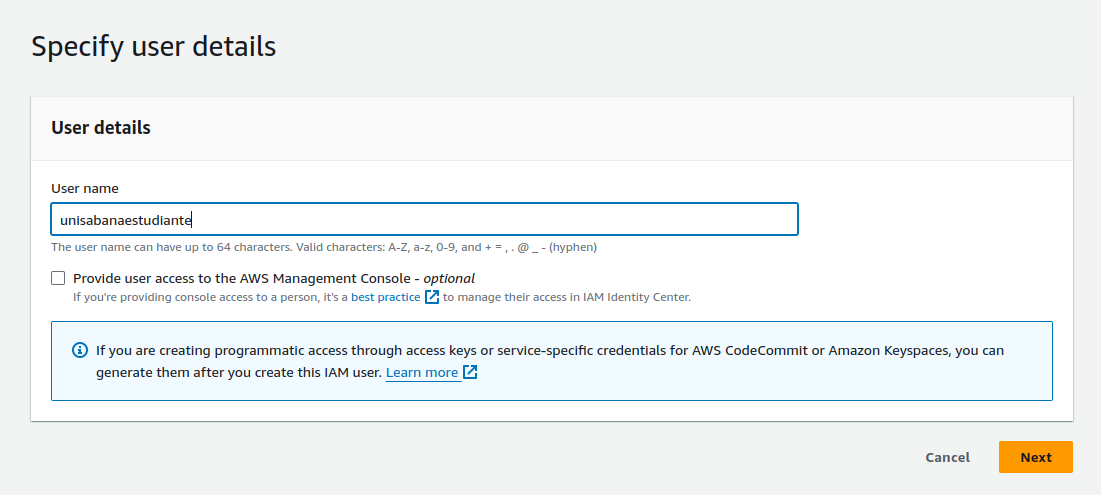 Specify user details
User details
User name
unisabanaestudiante
The user name can have up to 64 characters. Valid characters: A-Z, a-z, 0-9, and + = , . @ _ - (hyphen)
Provide user access to the AWS Management Console - optional
If you're providing console access to a person, it's a best practice to manage their access in IAM Identity Center.
If you are creating programmatic access through access keys or service-specific credentials for AWS CodeCommit or Amazon Keyspaces, you can
generate them after you create this IAM user. Learn more
Cancel Next